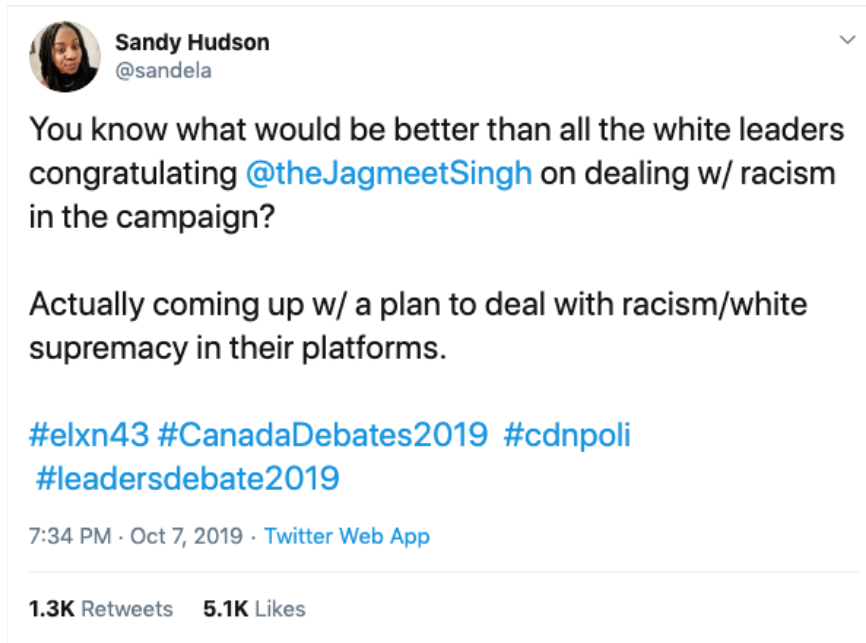 Sandy Hudson
@sandela
You know what would be better than all the white leaders
congratulating @theJagmeetSingh on dealing w/ racism
in the campaign?
Actually coming up w/ a plan to deal with racism/white
supremacy in their platforms.
#elxn43 #CanadaDebates2019 #cdnpoli
#leadersdebate2019
7:34 PM · Oct 7, 2019 · Twitter Web App
1.3K Retweets 5.1K Likes